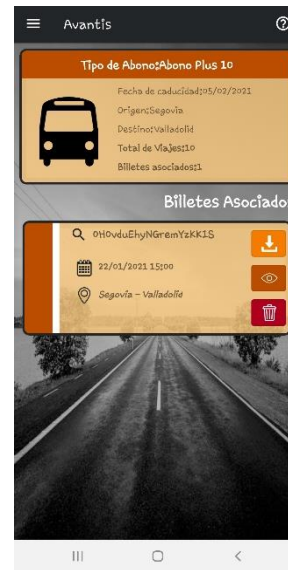 Avantis
Tipo de Abono:Abono Plus 10
Fecha de caducidad:05/02/2021
Origen:Segovia
Destino:Valladolid
Total de Viajes:10
Billetes asociados:1
Billetes Asociado
0HOvduEhyNGremYzKK1S
22/01/2021 15:00
Segovia - Valladolid